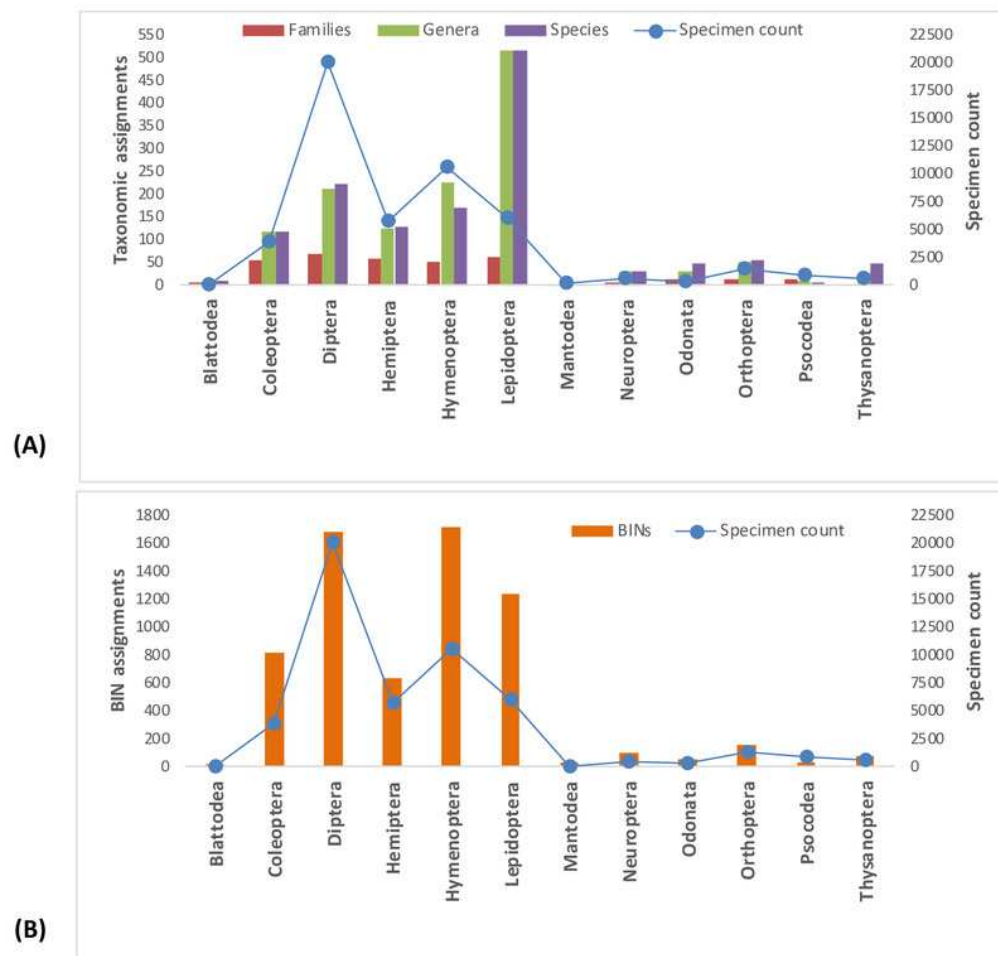 Families Genera Species Specimen count
Taxonomic assignments
550
500
450
400
350
300
250
200
150
100
50
0
22500
20000
17500
15000
12500
10000
7500
5000
2500
0
Specimen count
Blattodea
Coleoptera
Diptera
Hemiptera
Hymenoptera
Lepidoptera
Mantodea
Neuroptera
Odonata
Orthoptera
Psocodea
Thysanoptera
(A)
BINs Specimen count
BIN assignments
1800
1600
1400
1200
1000
800
600
400
200
0
22500
20000
17500
15000
12500
10000
7500
5000
2500
0
Specimen count
Blattodea
Coleoptera
Diptera
Hemiptera
Hymenoptera
Lepidoptera
Mantodea
Neuroptera
Odonata
Orthoptera
Psocodea
Thysanoptera
(B)